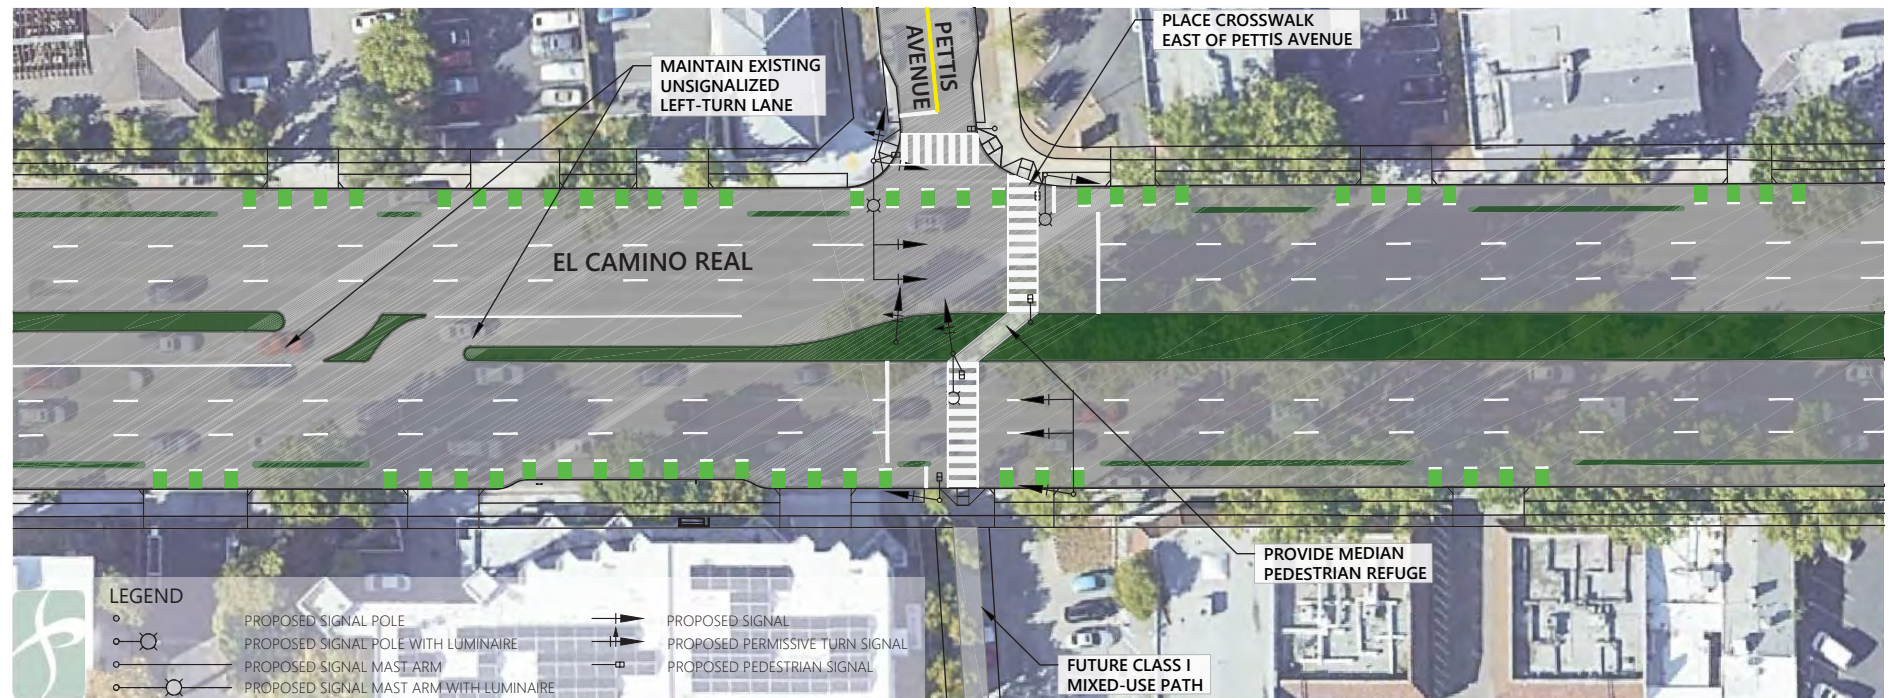 PETTIS
AVENUE
PLACE CROSSWALK
EAST OF PETTIS AVENUE
MAINTAIN EXISTING
UNSIGNALIZED
LEFT-TURN LANE
EL CAMINO REAL
PROVIDE MEDIAN
PEDESTRIAN REFUGE
FUTURE CLASS I
MIXED-USE PATH
LEGEND
PROPOSED SIGNAL POLE
PROPOSED SIGNAL POLE WITH LUMINAIRE
PROPOSED SIGNAL MAST ARM
PROPOSED SIGNAL MAST ARM WITH LUMINAIRE
PROPOSED SIGNAL
PROPOSED PERMISSIVE TURN SIGNAL
PROPOSED PEDESTRIAN SIGNAL